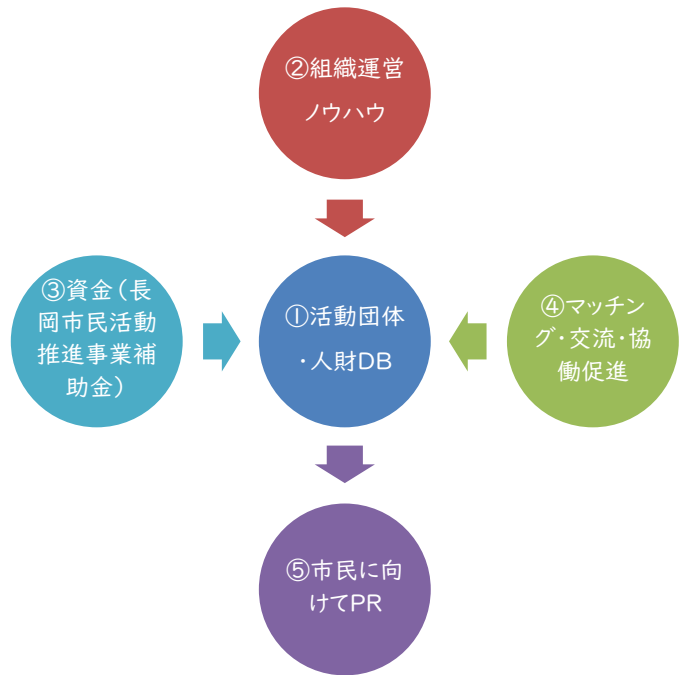 ②組織運営
ノウハウ
③資金(長
岡市民活動
推進事業補
助金)
①活動団体
・人財DB
④マッチン
グ・交流・協
働促進
⑤市民に向
けてPR